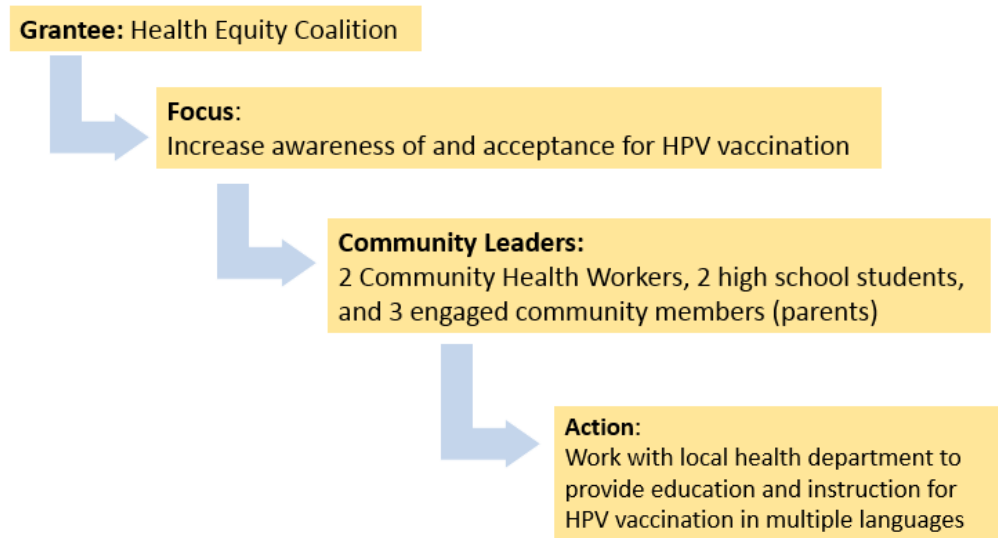 Grantee: Health Equity Coalition
Focus:
Increase awareness of and acceptance for HPV vaccination
Community Leaders:
2 Community Health Workers, 2 high school students,
and 3 engaged community members (parents)
Action:
Work with local health department to
provide education and instruction for
HPV vaccination in multiple languages